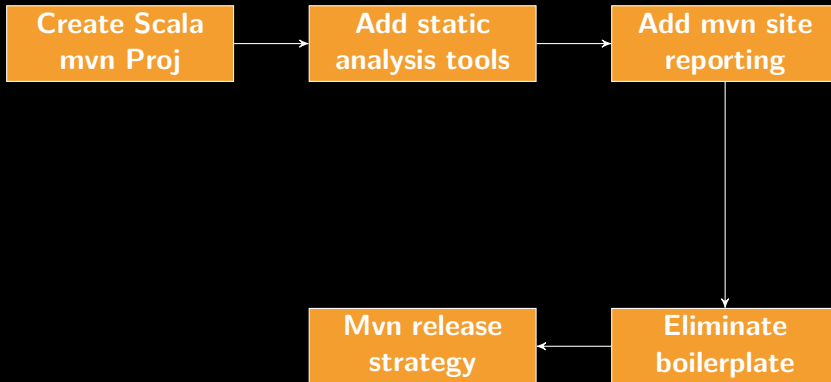 Create Scala
mvn Proj
Add static
analysis tools
Add mvn site
reporting
Eliminate
boilerplate
Mvn release
strategy